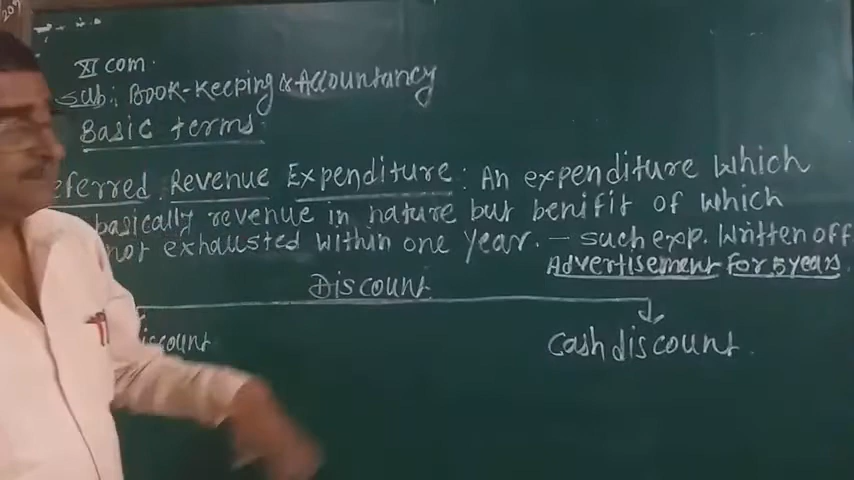 209
XI com.
Sub: Book-Keeping & Accountancy
Basic terms
eferred Revenue Expenditure: An expenditure which
basically revenue in nature but benifit of which
not exhausted within one year. – such exp. Written off
Advertisement for 5 years
Discount
iscount
cash discount